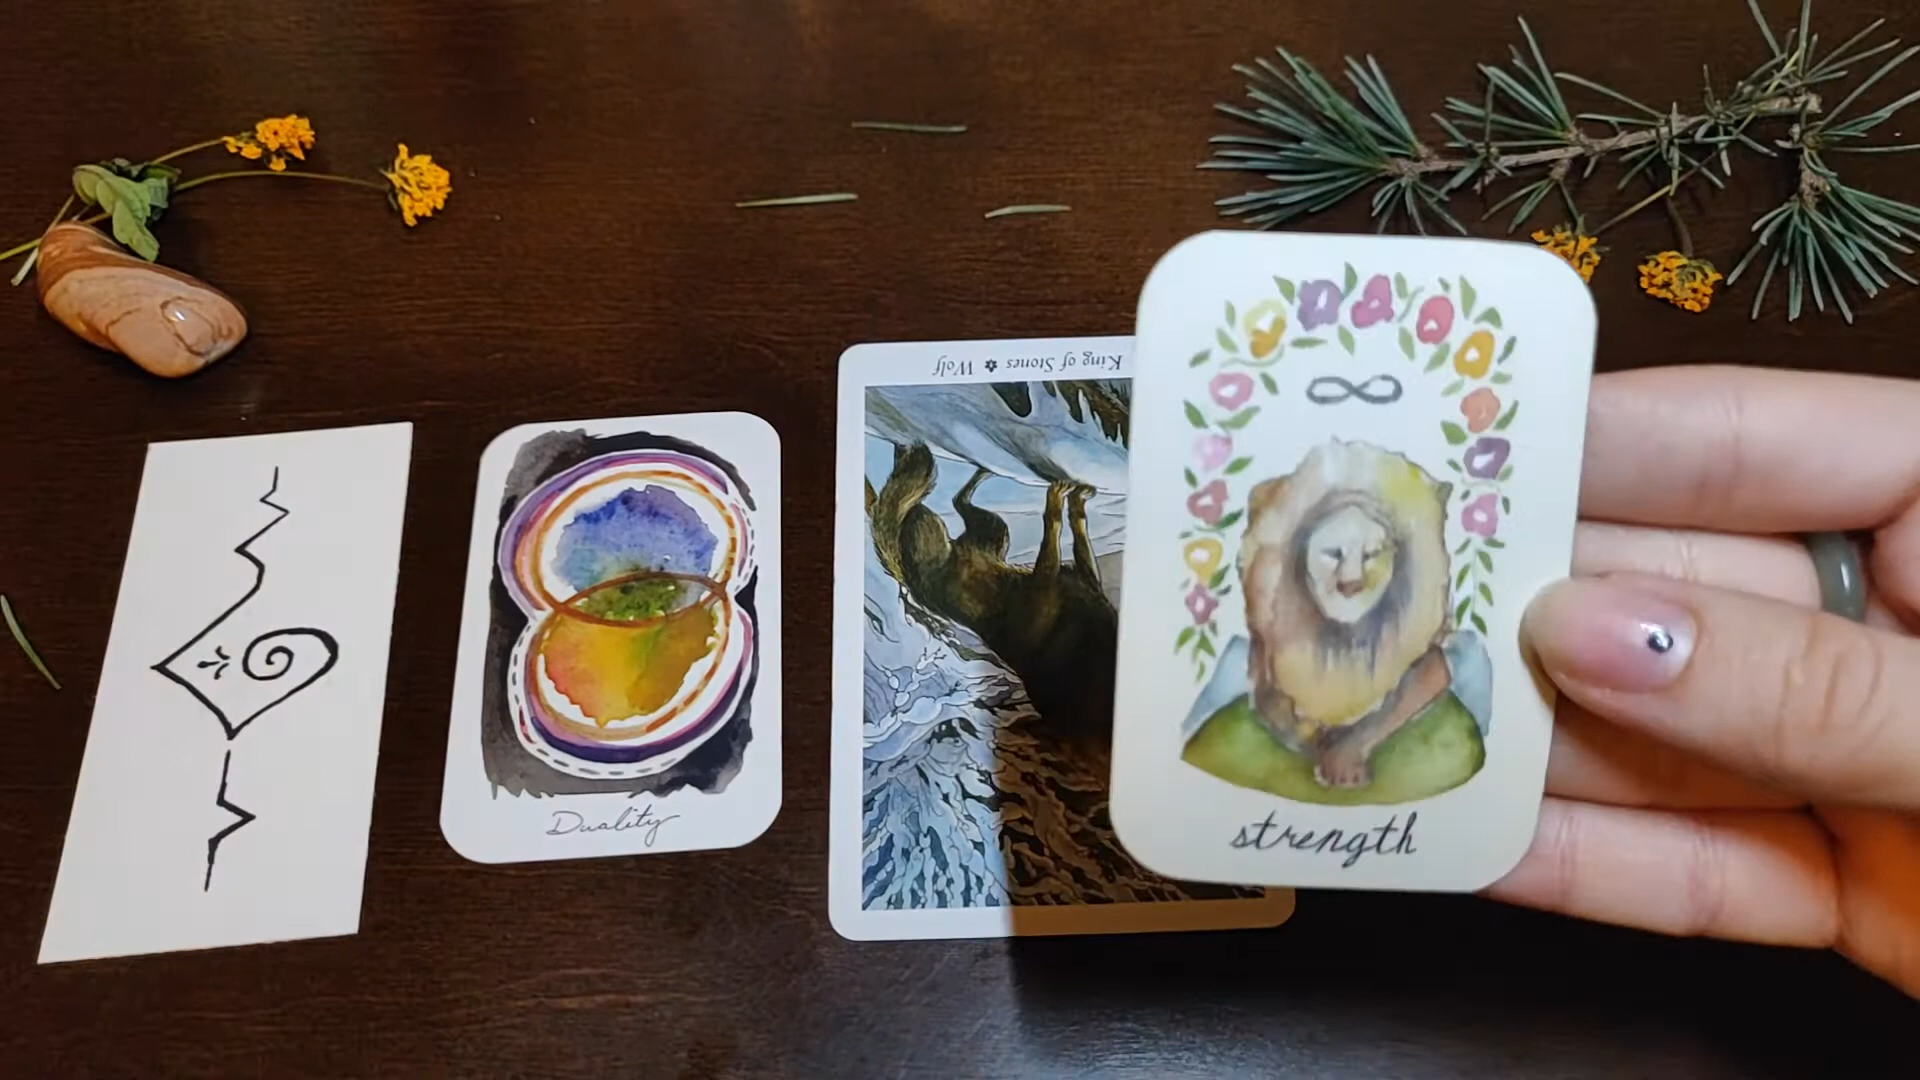 King of Stones ✽ Wolf
Duality
strength